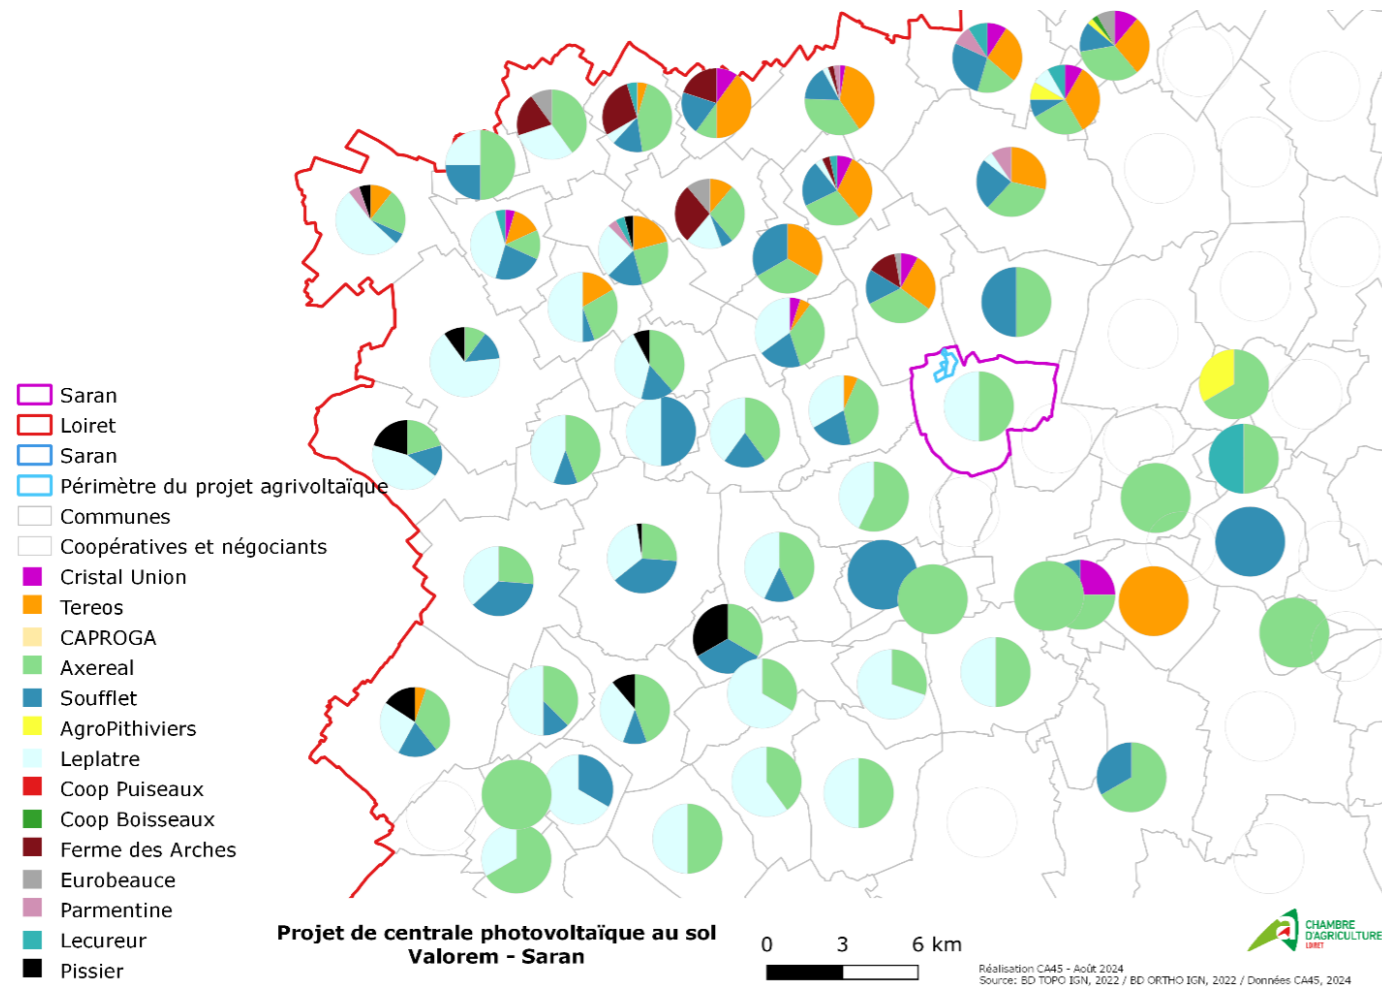 Saran
Loiret
Saran
Périmètre du projet agrivoltaïque
Communes
Coopératives et négociants
Cristal Union
Tereos
CAPROGA
Axereal
Soufflet
AgroPithiviers
Leplatre
Coop Puiseaux
Coop Boisseaux
Ferme des Arches
Eurobeauce
Parmentine
Lecureur
Pissier
Projet de centrale photovoltaïque au sol
Valorem - Saran
0 3 6 km
CHAMBRE
D'AGRICULTURE
LOIRET
Réalisation CA45 - Août 2024
Source: BD TOPO IGN, 2022 / BD ORTHO IGN, 2022 / Données CA45, 2024